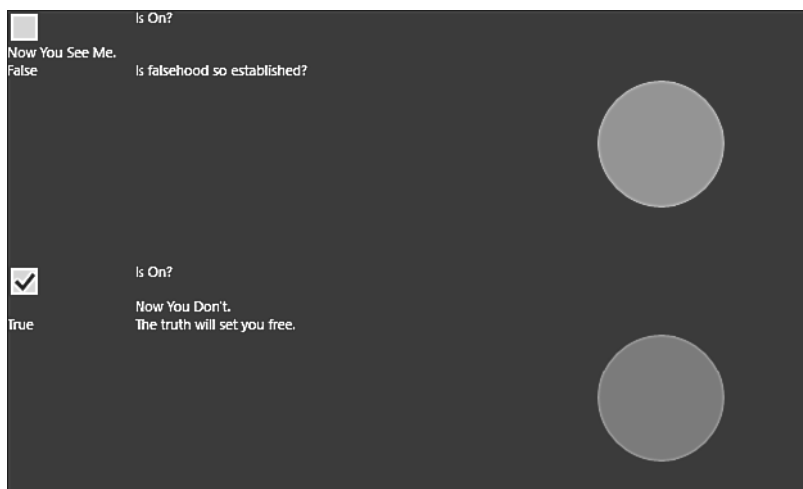 Is On?
Now You See Me.
False Is falsehood so established?
Is On?
Now You Don't.
True The truth will set you free.